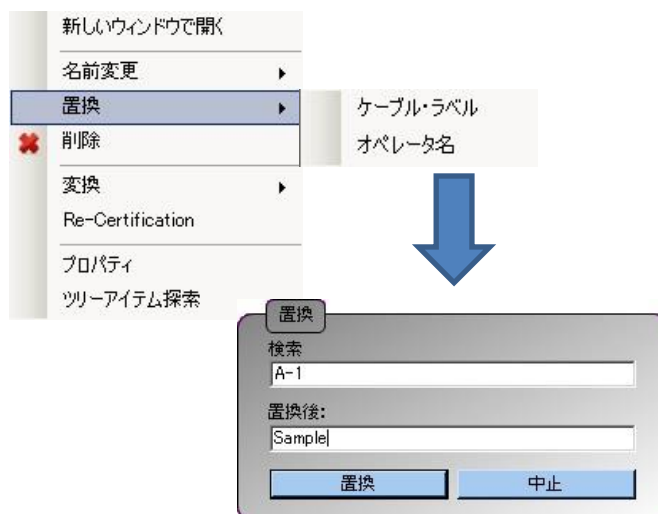 新しいウィンドウで開く
名前変更
置換
ケーブル・ラベル
オペレータ名
削除
変換
Re-Certification
プロパティ
ツリーアイテム探索
置換
検索
A-1
置換後:
Sample
置換
中止